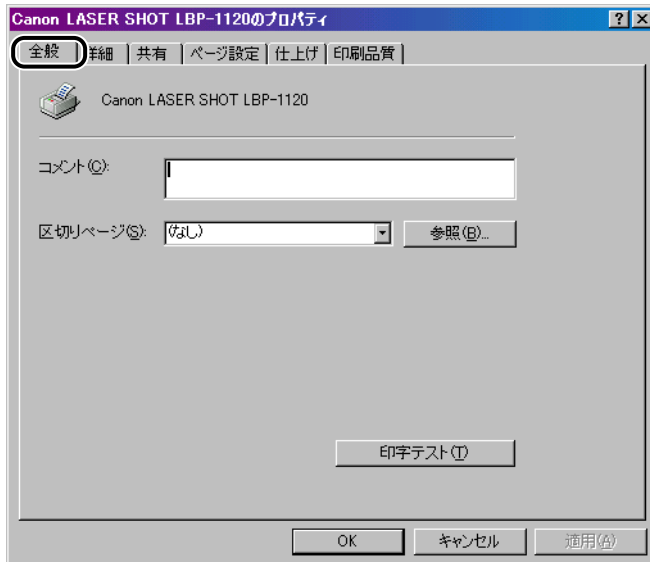 Canon LASER SHOT LBP-1120のプロパティ
全般 詳細 共有 ページ設定 仕上げ 印刷品質
Canon LASER SHOT LBP-1120
コメント(C):
区切りページ(S): (なし) 参照(B)...
印字テスト(T)
OK キャンセル 適用(A)